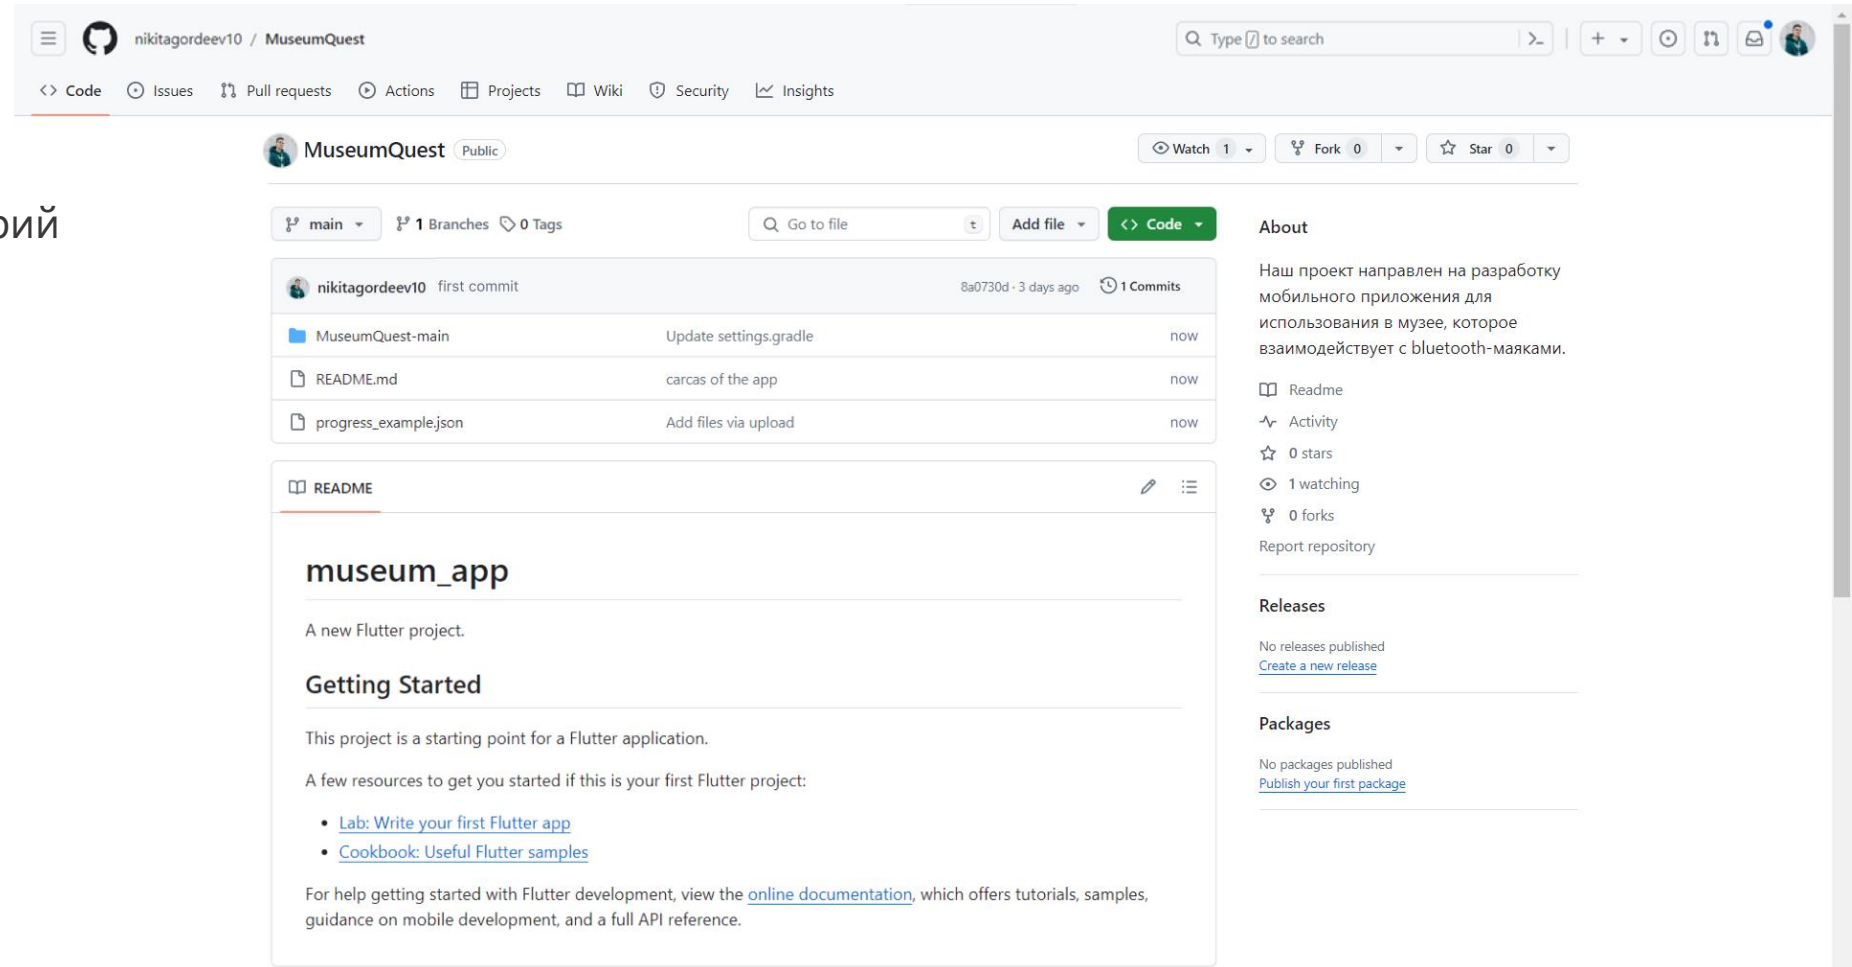 nikitagordeev10 / MuseumQuest
Type / to search
Code Issues Pull requests Actions Projects Wiki Security Insights
MuseumQuest Public
Watch 1 Fork 0 Star 0
рий
main 1 Branches 0 Tags
Go to file t Add file Code
nikitagordeev10 first commit 8a0730d · 3 days ago 1 Commits
MuseumQuest-main Update settings.gradle now
README.md carcas of the app now
progress_example.json Add files via upload now
README
museum_app
A new Flutter project.
Getting Started
This project is a starting point for a Flutter application.
A few resources to get you started if this is your first Flutter project:
• Lab: Write your first Flutter app
• Cookbook: Useful Flutter samples
For help getting started with Flutter development, view the online documentation, which offers tutorials, samples,
guidance on mobile development, and a full API reference.
About
Наш проект направлен на разработку
мобильного приложения для
использования в музее, которое
взаимодействует с bluetooth-маяками.
Readme
Activity
0 stars
1 watching
0 forks
Report repository
Releases
No releases published
Create a new release
Packages
No packages published
Publish your first package